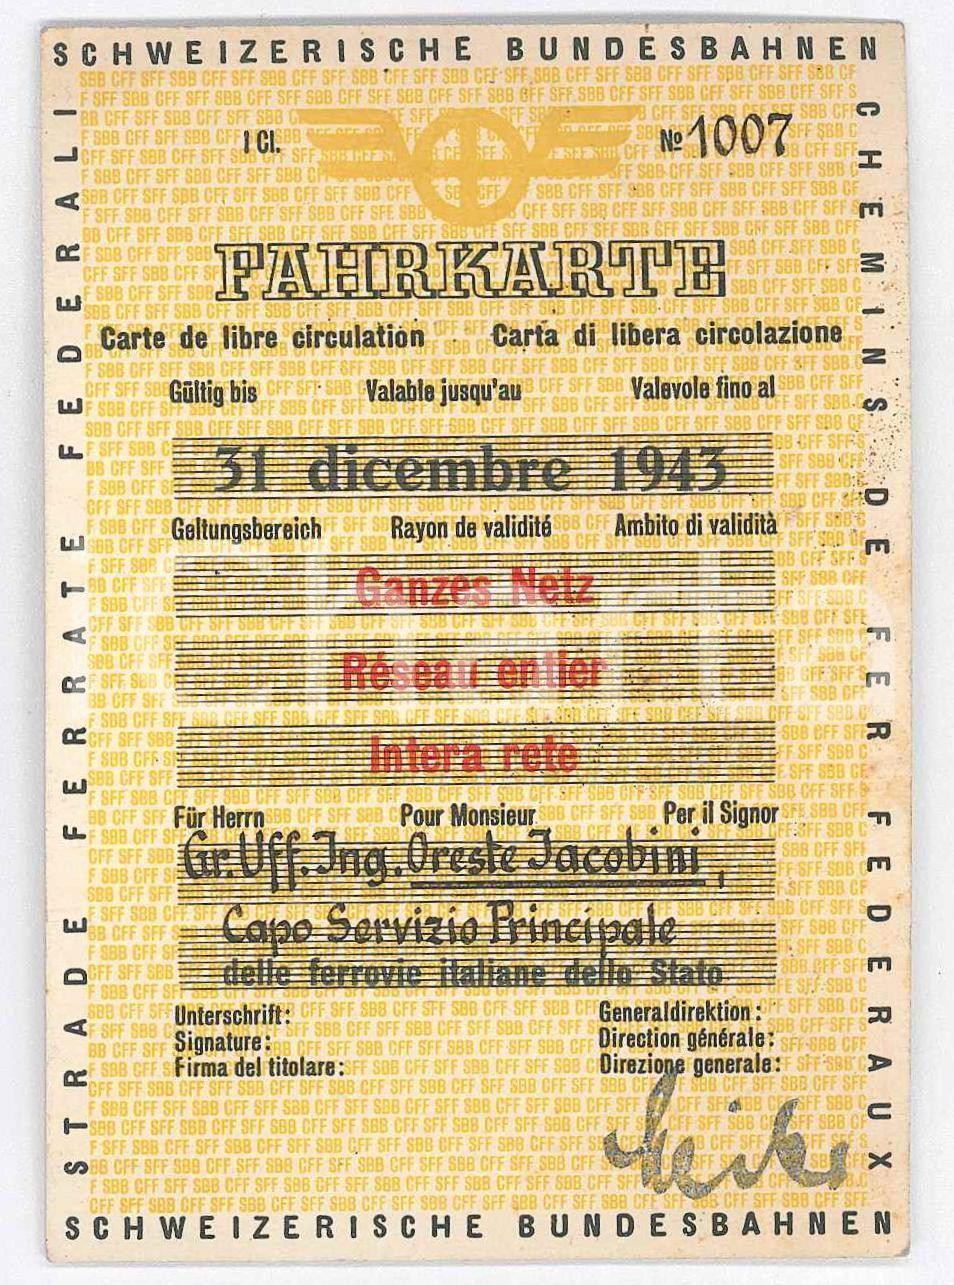 SCHWEIZERISCHE BUNDESBAHNEN
CHEMINS DE FER FEDERAUX
STRADE FERRATE FEDERALI
I Cl.
№ 1007
FAHRKARTE
Carte de libre circulation Carta di libera circolazione
Gültig bis Valable jusqu'au Valevole fino al
31 dicembre 1943
Geltungsbereich Rayon de validité Ambito di validità
Ganzes Netz
Réseau entier
Intera rete
Für Herrn Pour Monsieur Per il Signor
Gr. Uff. Ing. Oreste Jacobini,
Capo Servizio Principale
delle ferrovie italiane dello Stato
Unterschrift: Generaldirektion:
Signature: Direction générale:
Firma del titolare: Direzione generale:
SCHWEIZERISCHE BUNDESBAHNEN